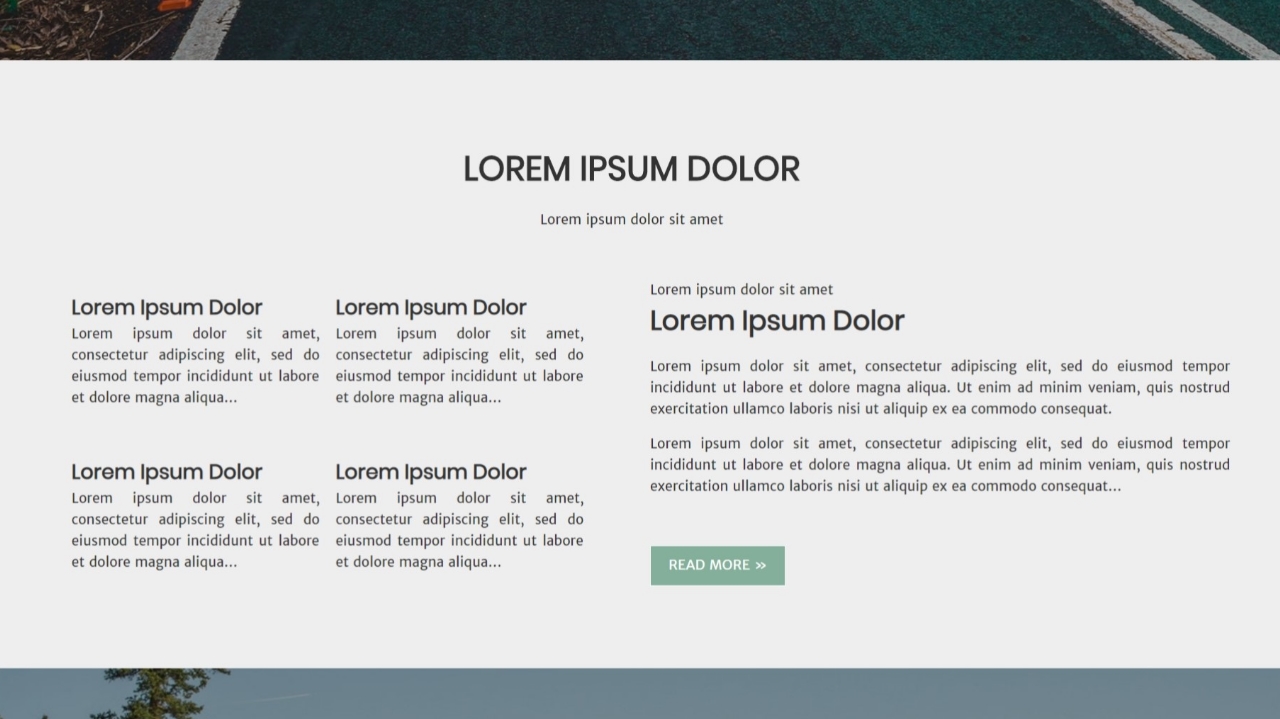 LOREM IPSUM DOLOR
Lorem ipsum dolor sit amet
Lorem Ipsum Dolor
Lorem ipsum dolor sit amet,
consectetur adipiscing elit, sed do
eiusmod tempor incididunt ut labore
et dolore magna aliqua...
Lorem Ipsum Dolor
Lorem ipsum dolor sit amet,
consectetur adipiscing elit, sed do
eiusmod tempor incididunt ut labore
et dolore magna aliqua...
Lorem Ipsum Dolor
Lorem ipsum dolor sit amet,
consectetur adipiscing elit, sed do
eiusmod tempor incididunt ut labore
et dolore magna aliqua...
Lorem Ipsum Dolor
Lorem ipsum dolor sit amet,
consectetur adipiscing elit, sed do
eiusmod tempor incididunt ut labore
et dolore magna aliqua...
Lorem ipsum dolor sit amet
Lorem Ipsum Dolor
Lorem ipsum dolor sit amet, consectetur adipiscing elit, sed do eiusmod tempor
incididunt ut labore et dolore magna aliqua. Ut enim ad minim veniam, quis nostrud
exercitation ullamco laboris nisi ut aliquip ex ea commodo consequat.
Lorem ipsum dolor sit amet, consectetur adipiscing elit, sed do eiusmod tempor
incididunt ut labore et dolore magna aliqua. Ut enim ad minim veniam, quis nostrud
exercitation ullamco laboris nisi ut aliquip ex ea commodo consequat...
READ MORE »